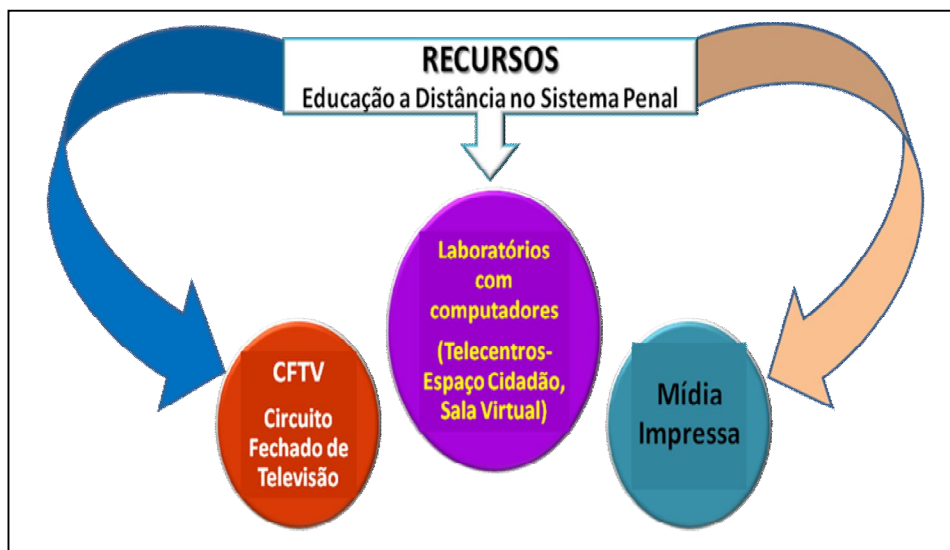 RECURSOS
Educação a Distância no Sistema Penal
Laboratórios
com
computadores
(Telecentros-
Espaço Cidadão,
Sala Virtual)
CFTV
Circuito
Fechado de
Televisão
Mídia
Impressa